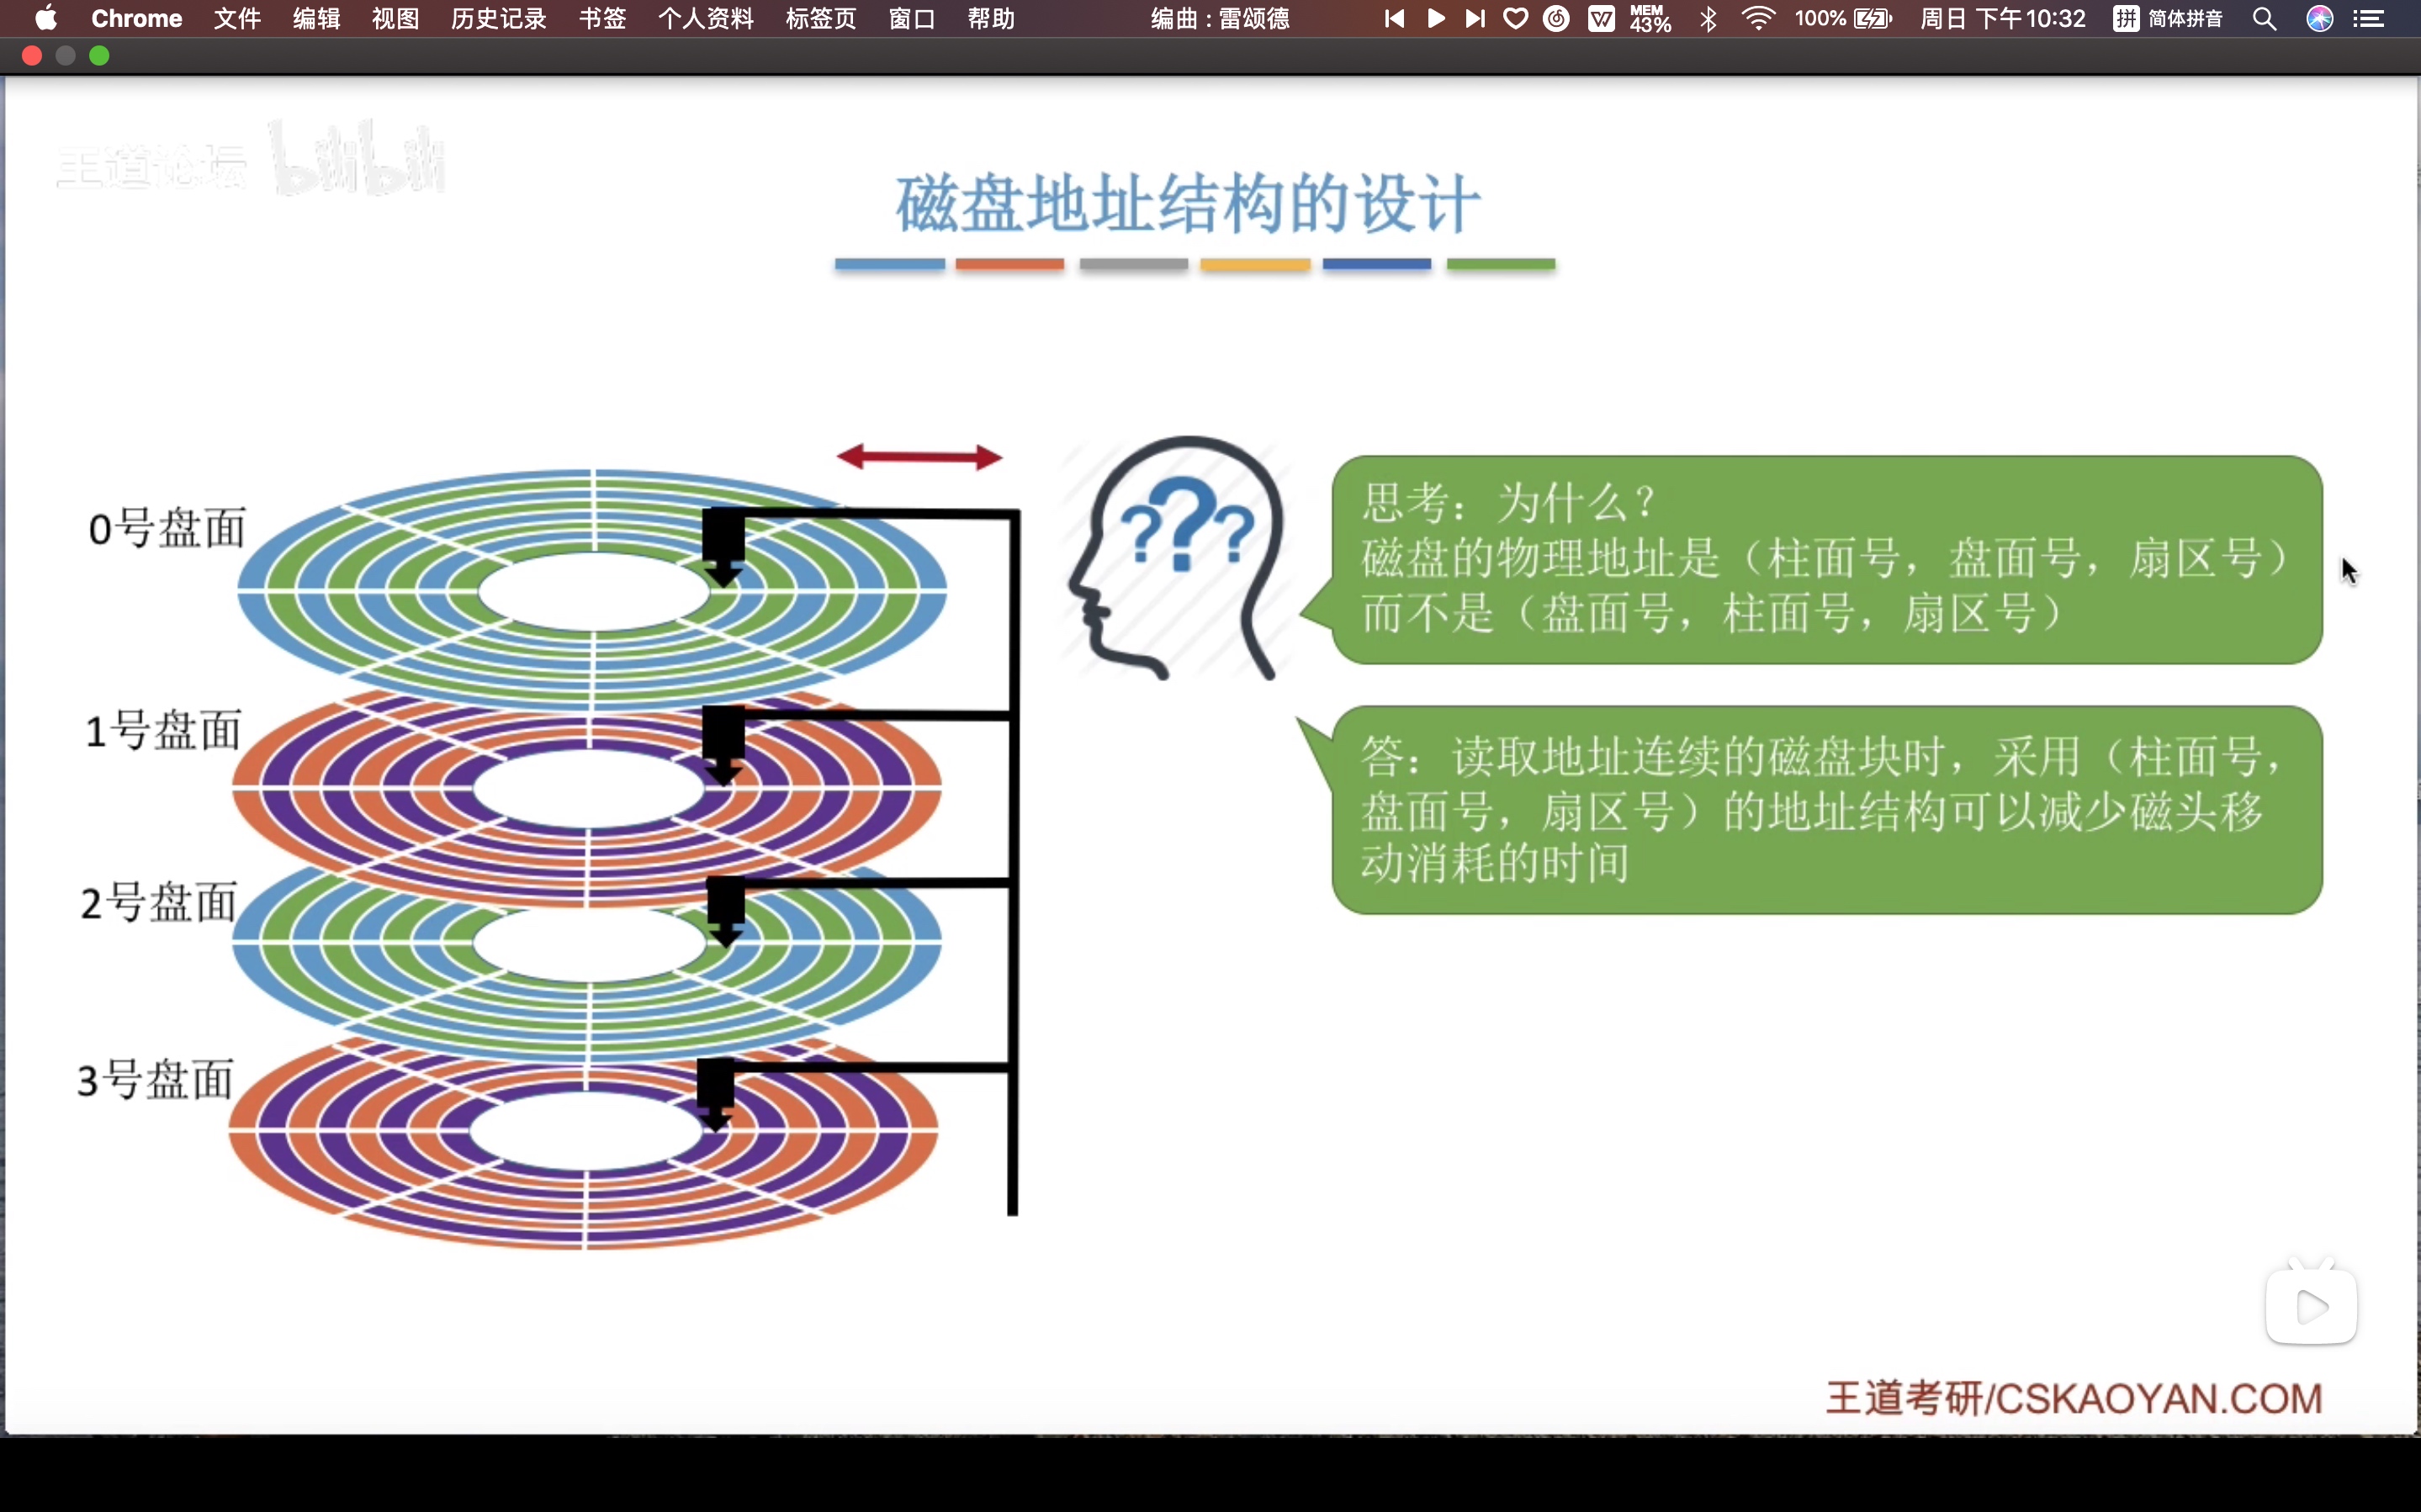 Chrome 文件 编辑 视图 历史记录 书签 个人资料 标签页 窗口 帮助 编曲：雷颂德 MEM 43% 100% 周日 下午10:32 拼 简体拼音
王道论坛 bilibili
磁盘地址结构的设计
0号盘面
1号盘面
2号盘面
3号盘面
???
思考：为什么？
磁盘的物理地址是（柱面号，盘面号，扇区号）
而不是（盘面号，柱面号，扇区号）
答：读取地址连续的磁盘块时，采用（柱面号，
盘面号，扇区号）的地址结构可以减少磁头移
动消耗的时间
王道考研/CSKAOYAN.COM